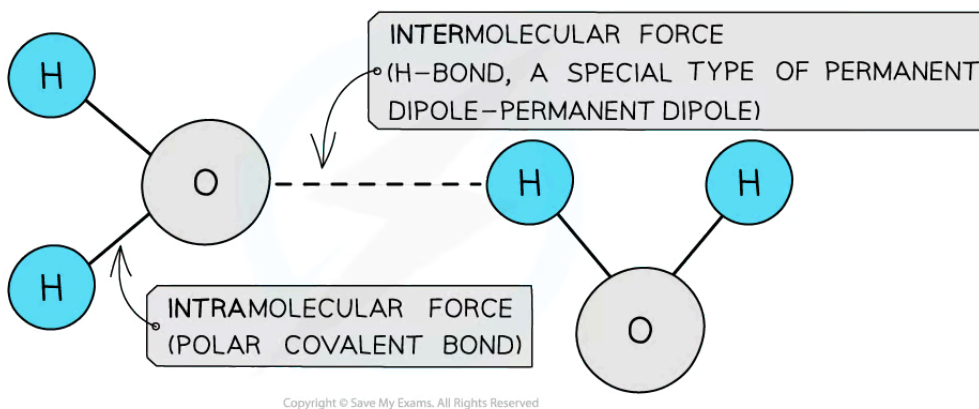 INTERMOLECULAR FORCE
(H-BOND, A SPECIAL TYPE OF PERMANENT
DIPOLE-PERMANENT DIPOLE)
H
O
H
H
H
INTRAMOLECULAR FORCE
(POLAR COVALENT BOND)
O
Copyright © Save My Exams. All Rights Reserved